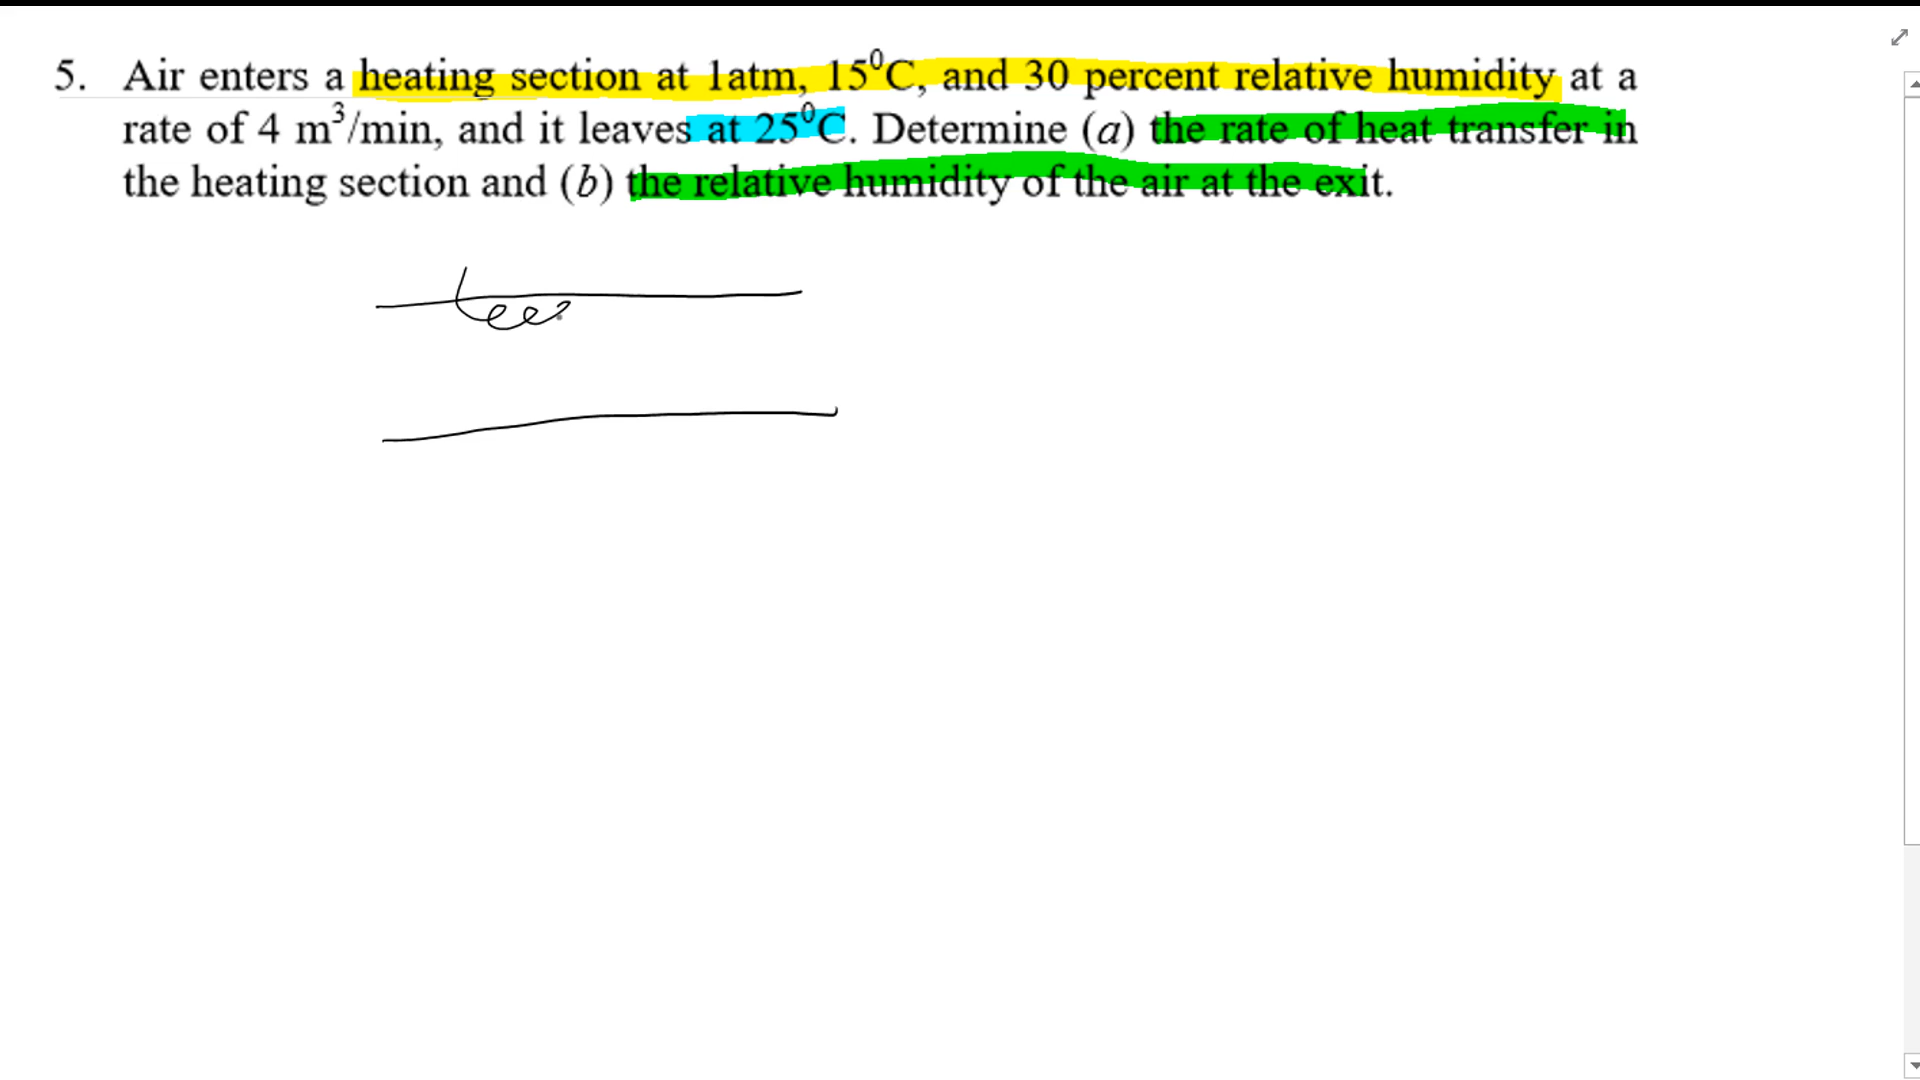 5. Air enters a heating section at 1atm, 15⁰C, and 30 percent relative humidity at a
rate of 4 m³/min, and it leaves at 25⁰C. Determine (a) the rate of heat transfer in
the heating section and (b) the relative humidity of the air at the exit.